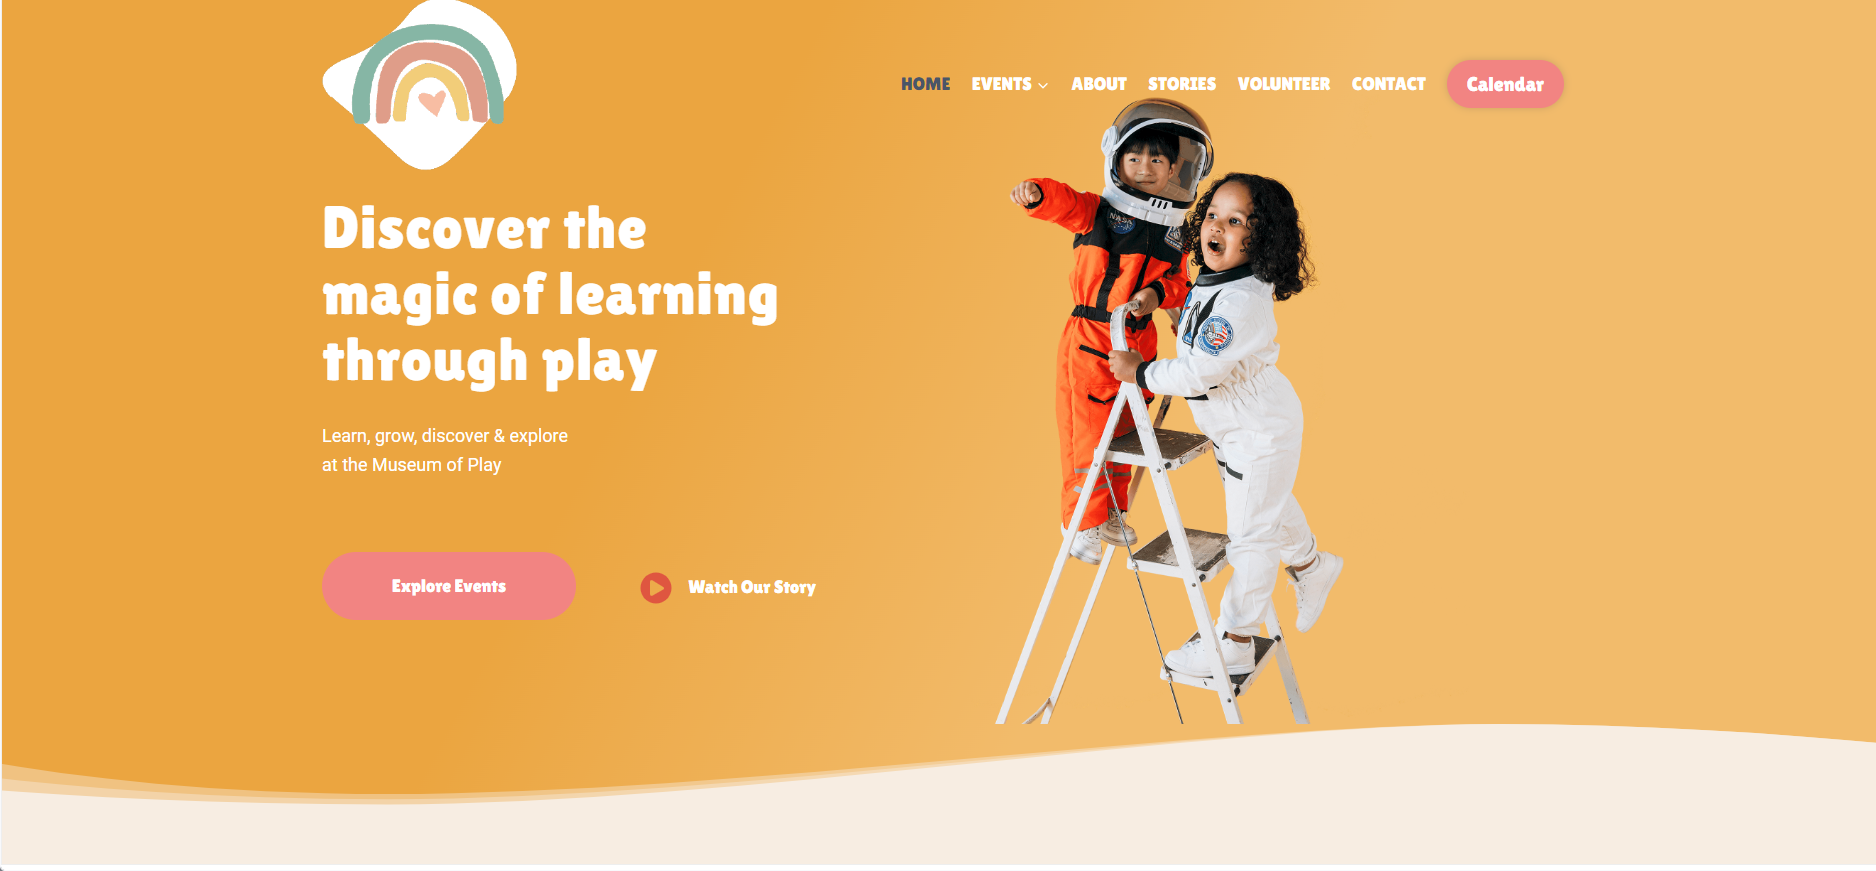 HOME EVENTS ABOUT STORIES VOLUNTEER CONTACT Calendar
Discover the
magic of learning
through play
Learn, grow, discover & explore
at the Museum of Play
Explore Events
Watch Our Story
NASA